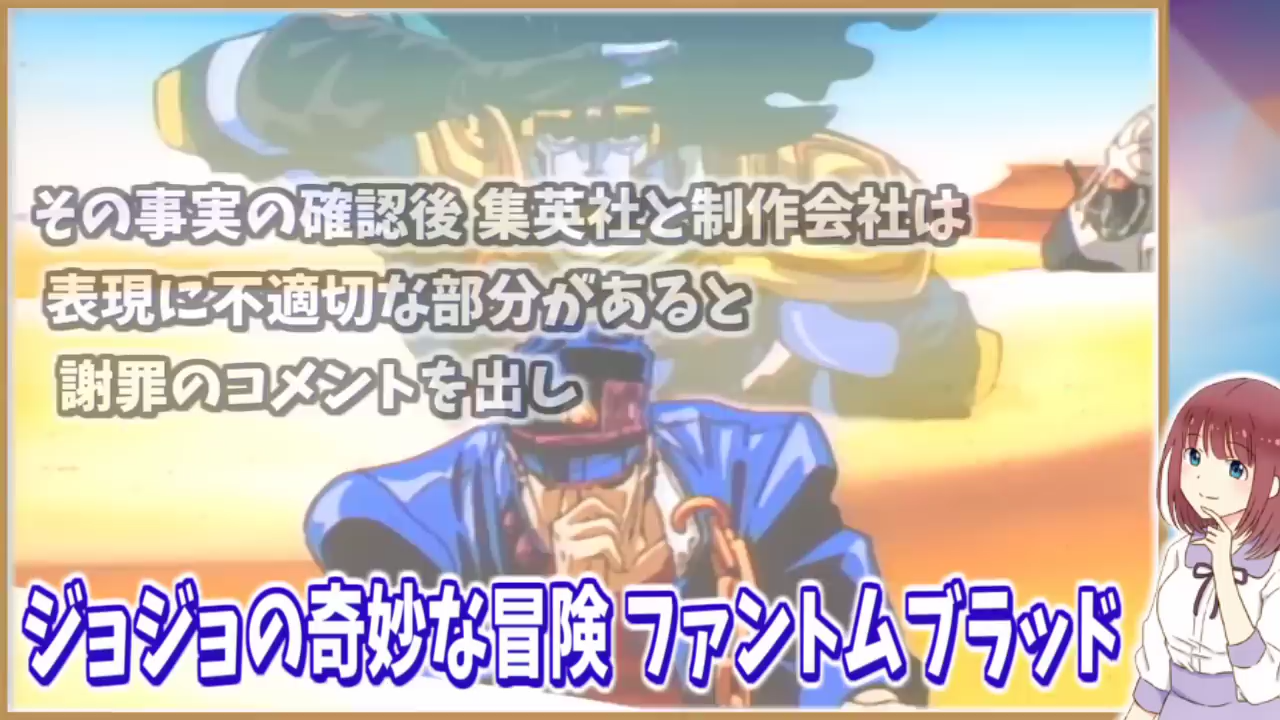 その事実の確認後 集英社と制作会社は
表現に不適切な部分があると
謝罪のコメントを出し
ジョジョの奇妙な冒険 ファントムブラッド